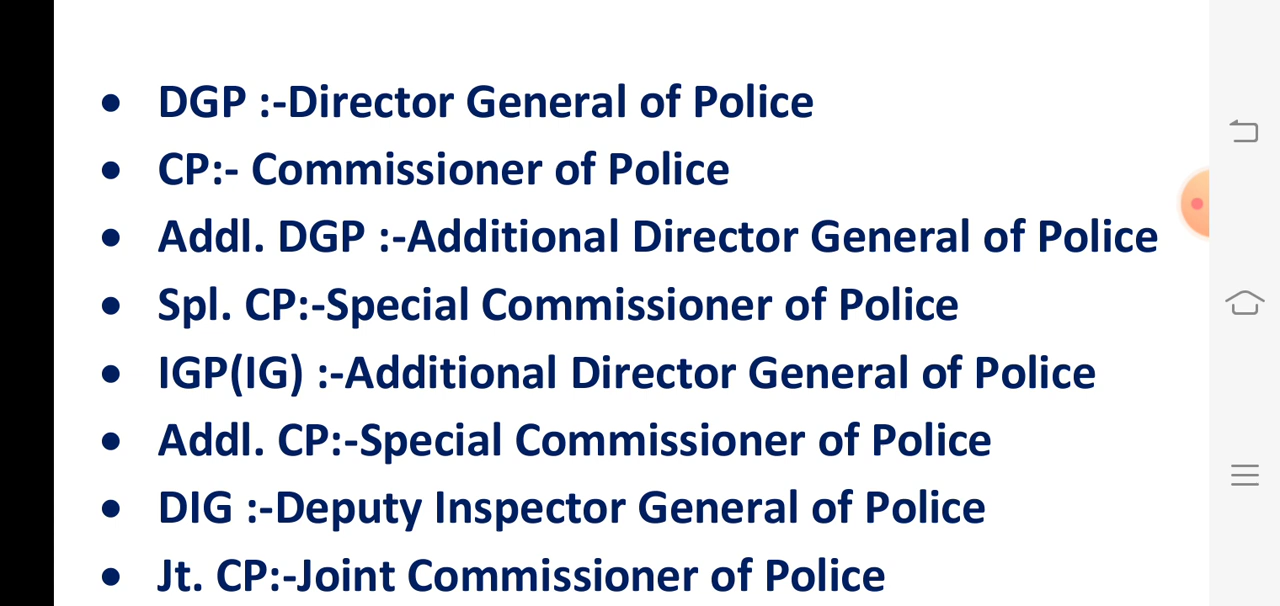 • DGP :-Director General of Police
• CP:- Commissioner of Police
• Addl. DGP :-Additional Director General of Police
• Spl. CP:-Special Commissioner of Police
• IGP(IG) :-Additional Director General of Police
• Addl. CP:-Special Commissioner of Police
• DIG :-Deputy Inspector General of Police
• Jt. CP:-Joint Commissioner of Police